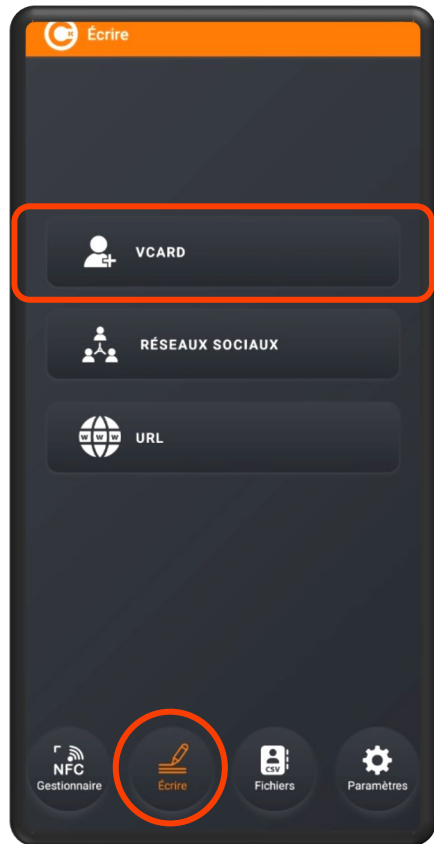 Écrire
VCARD
RÉSEAUX SOCIAUX
W W W
URL
NFC
Gestionnaire
Écrire
CSV
Fichiers
Paramètres